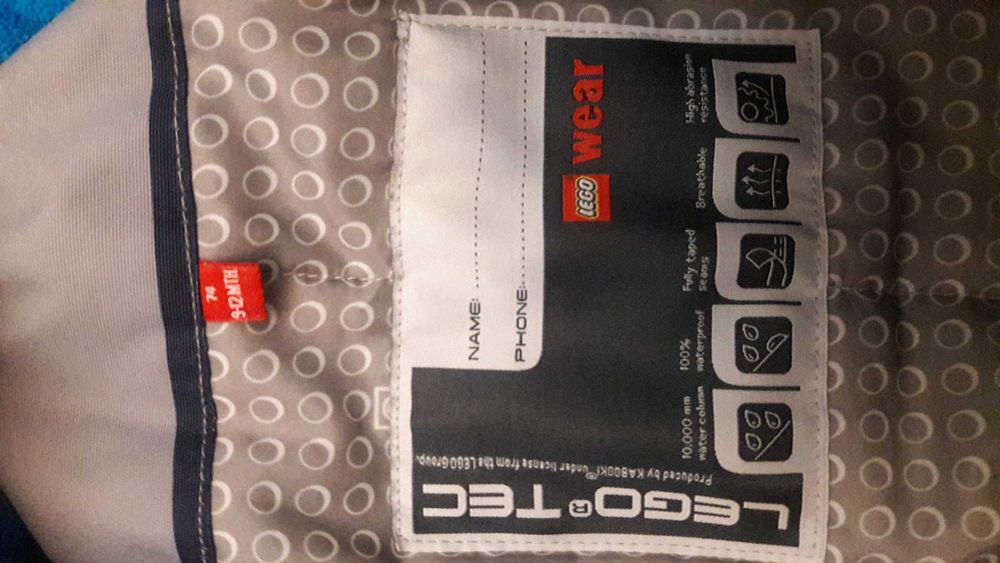 74
9-12 MTH.
NAME:
PHONE:
LEGO wear
10.000 mm
water column
100%
waterproof
Fully taped
seams
Breathable
High abrasion
resistance
LEGO® TEC
Produced by KABOOKI® under license from the LEGO Group.